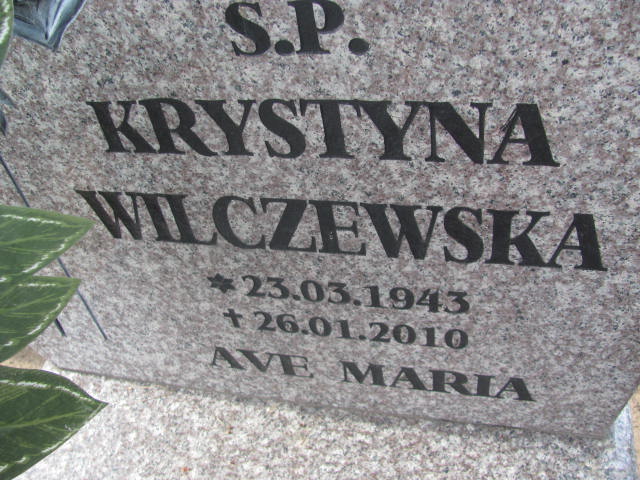 S.P.
KRYSTYNA
WILCZEWSKA
* 23.03.1943
✝ 26.01.2010
AVE MARIA